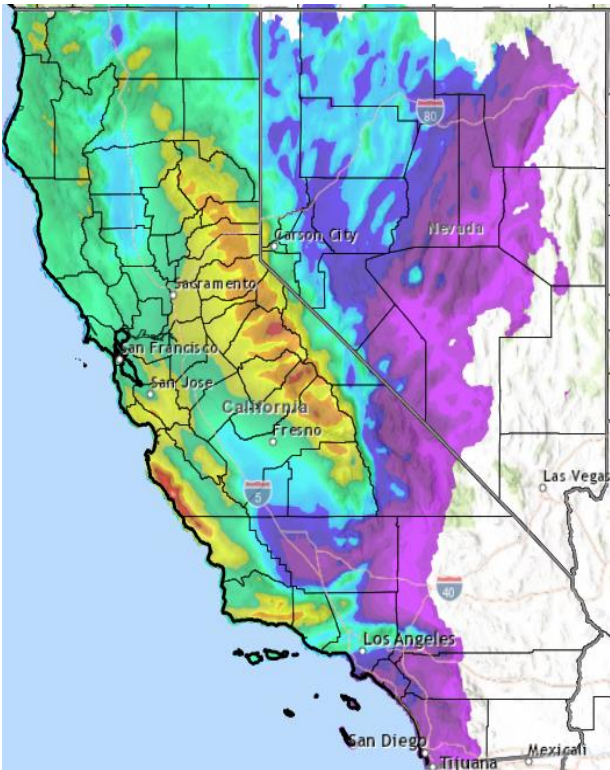 80
Nevada
Carson City
Sacramento
San Francisco
San Jose
California
Fresno
5
Las Vegas
40
Los Angeles
San Diego
Mexicali
Tijuana